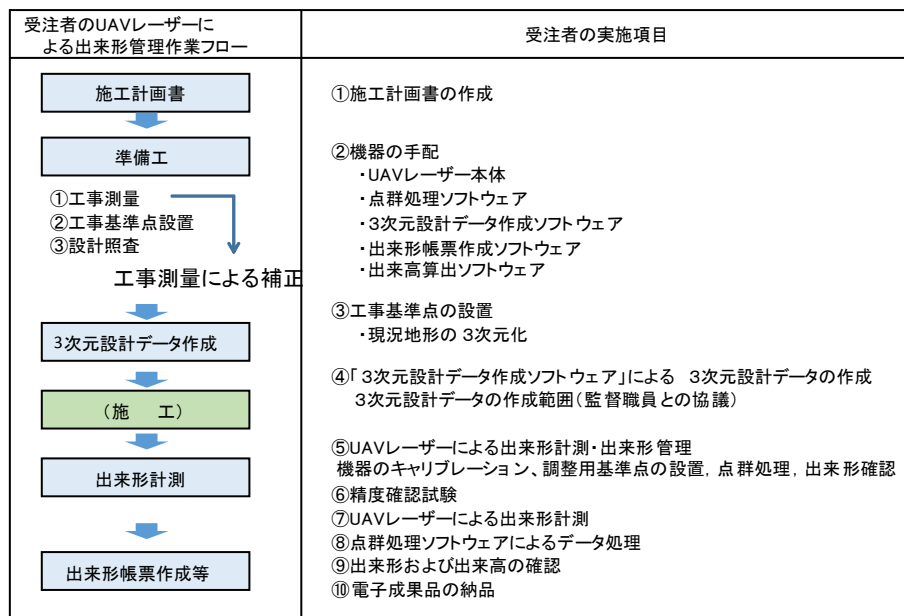 受注者のUAVレーザーに
よる出来形管理作業フロー
受注者の実施項目
施工計画書
準備工
①工事測量
②工事基準点設置
③設計照査
工事測量による補正
3次元設計データ作成
(施 工)
出来形計測
出来形帳票作成等
①施工計画書の作成
②機器の手配
・UAVレーザー本体
・点群処理ソフトウェア
・3次元設計データ作成ソフトウェア
・出来形帳票作成ソフトウェア
・出来高算出ソフトウェア
③工事基準点の設置
・現況地形の 3次元化
④「3次元設計データ作成ソフトウェア」による 3次元設計データの作成
3次元設計データの作成範囲(監督職員との協議)
⑤UAVレーザーによる出来形計測・出来形管理
機器のキャリブレーション、調整用基準点の設置, 点群処理, 出来形確認
⑥精度確認試験
⑦UAVレーザーによる出来形計測
⑧点群処理ソフトウェアによるデータ処理
⑨出来形および出来高の確認
⑩電子成果品の納品